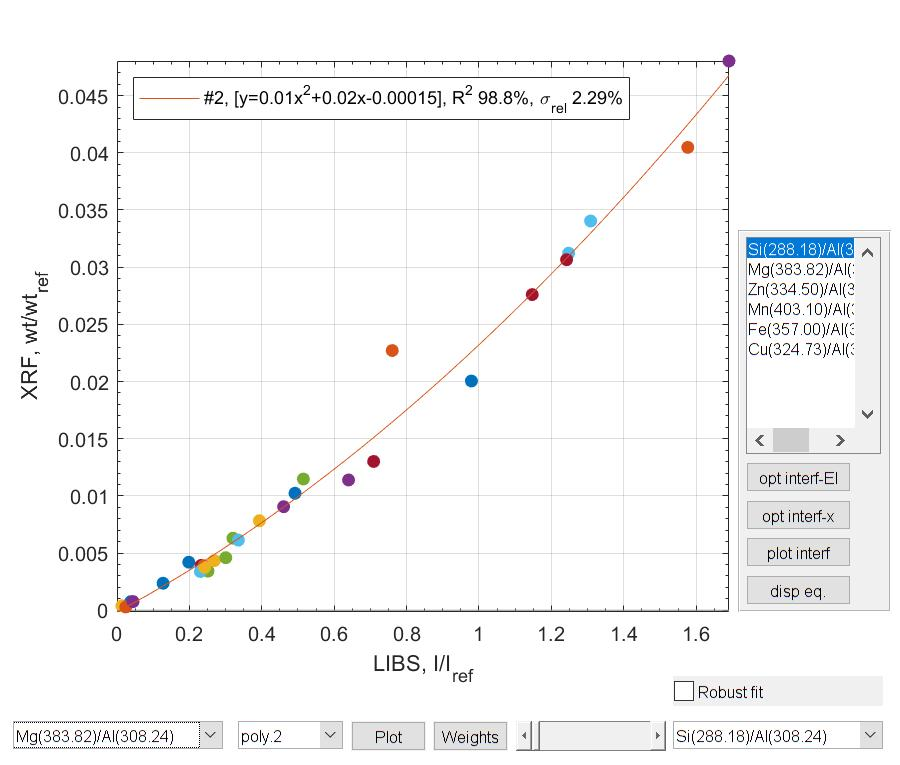 #2, [y=0.01x²+0.02x-0.00015], R² 98.8%, σrel 2.29%
0.045
0.04
0.035
0.03
0.025
0.02
0.015
0.01
0.005
0
XRF, wt/wtref
0 0.2 0.4 0.6 0.8 1 1.2 1.4 1.6
LIBS, I/Iref
Si(288.18)/Al(3
Mg(383.82)/Al(3
Zn(334.50)/Al(3
Mn(403.10)/Al(3
Fe(357.00)/Al(3
Cu(324.73)/Al(3
opt interf-El
opt interf-x
plot interf
disp eq.
Robust fit
Mg(383.82)/Al(308.24) poly.2 Plot Weights Si(288.18)/Al(308.24)